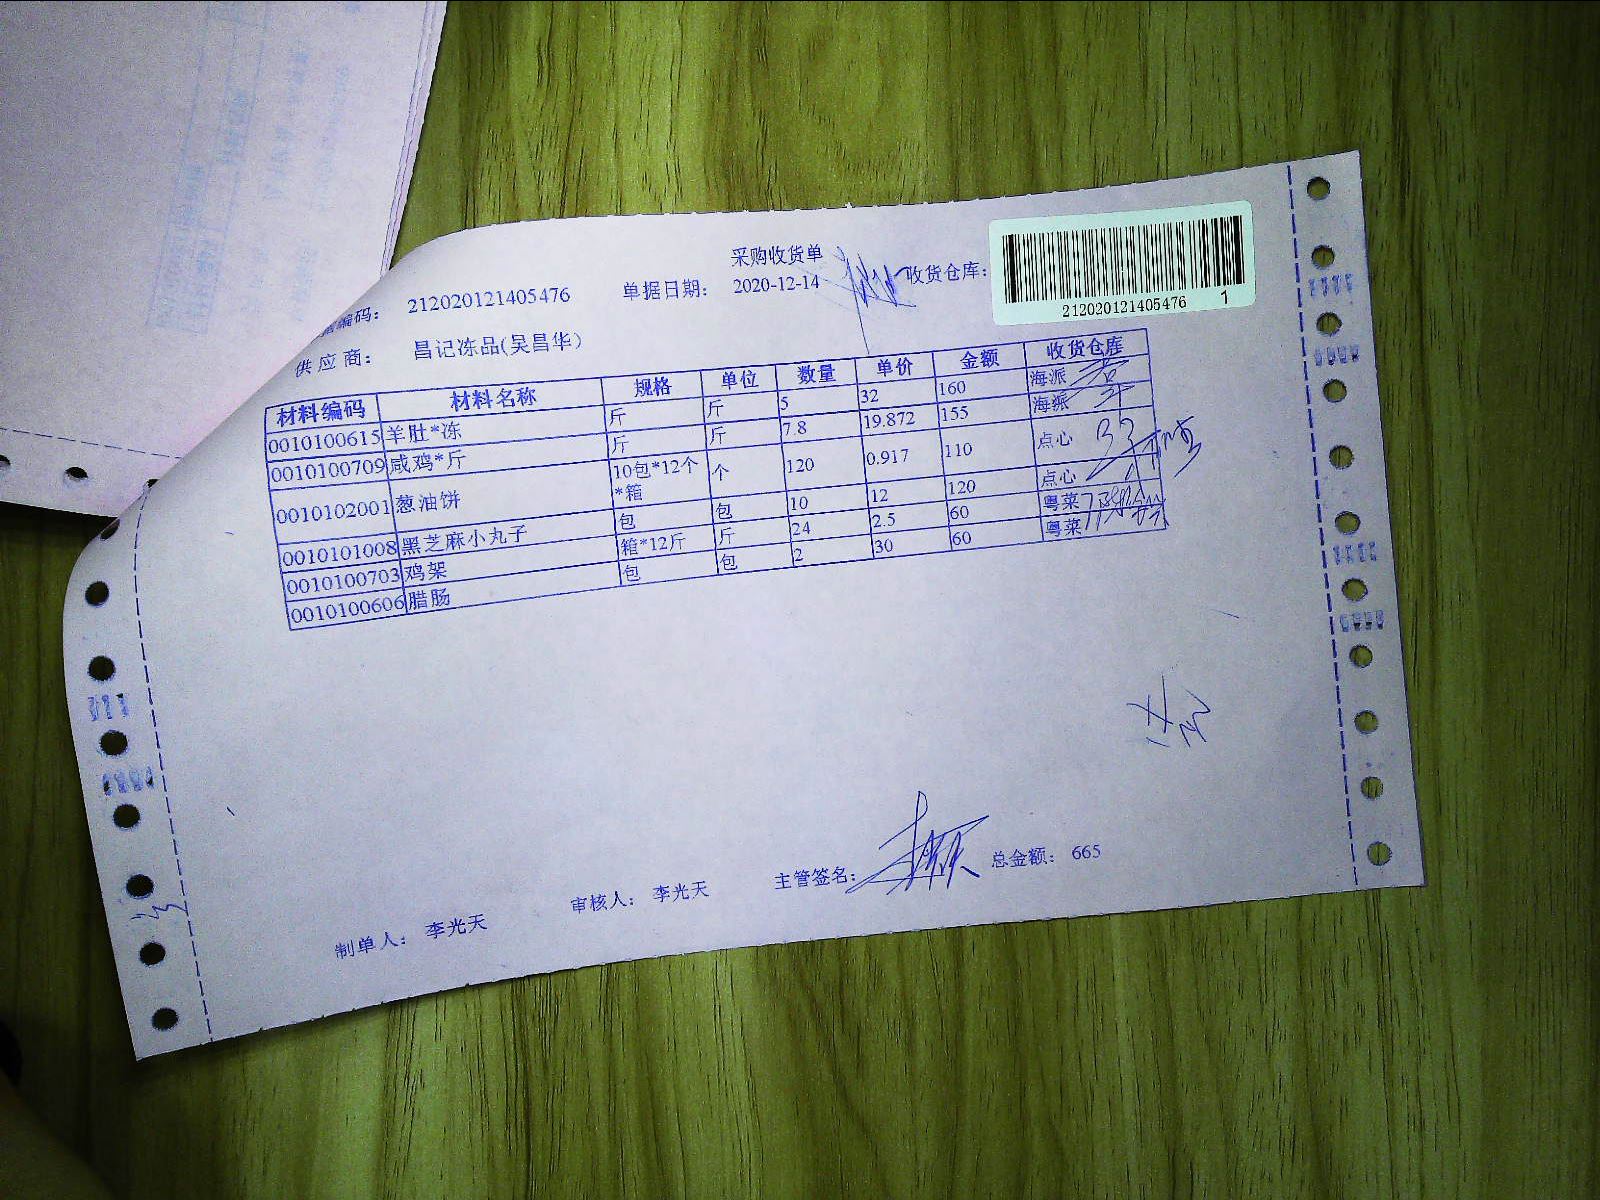 采购收货单
编码： 212020121405476 单据日期： 2020-12-14 收货仓库：
212020121405476 1
供应商： 昌记冻品(吴昌华)
材料编码 材料名称 规格 单位 数量 单价 金额 收货仓库
0010100615 羊肚*冻 斤 斤 5 32 160 海派
0010100709 咸鸡*斤 斤 斤 7.8 19.872 155 海派
0010102001 葱油饼 10包*12个*箱 个 120 0.917 110 点心
0010101008 黑芝麻小丸子 包 包 10 12 120 点心
0010100703 鸡架 箱*12斤 斤 24 2.5 60 粤菜
0010100606 腊肠 包 包 2 30 60 粤菜
制单人： 李光天 审核人： 李光天 主管签名： 总金额： 665